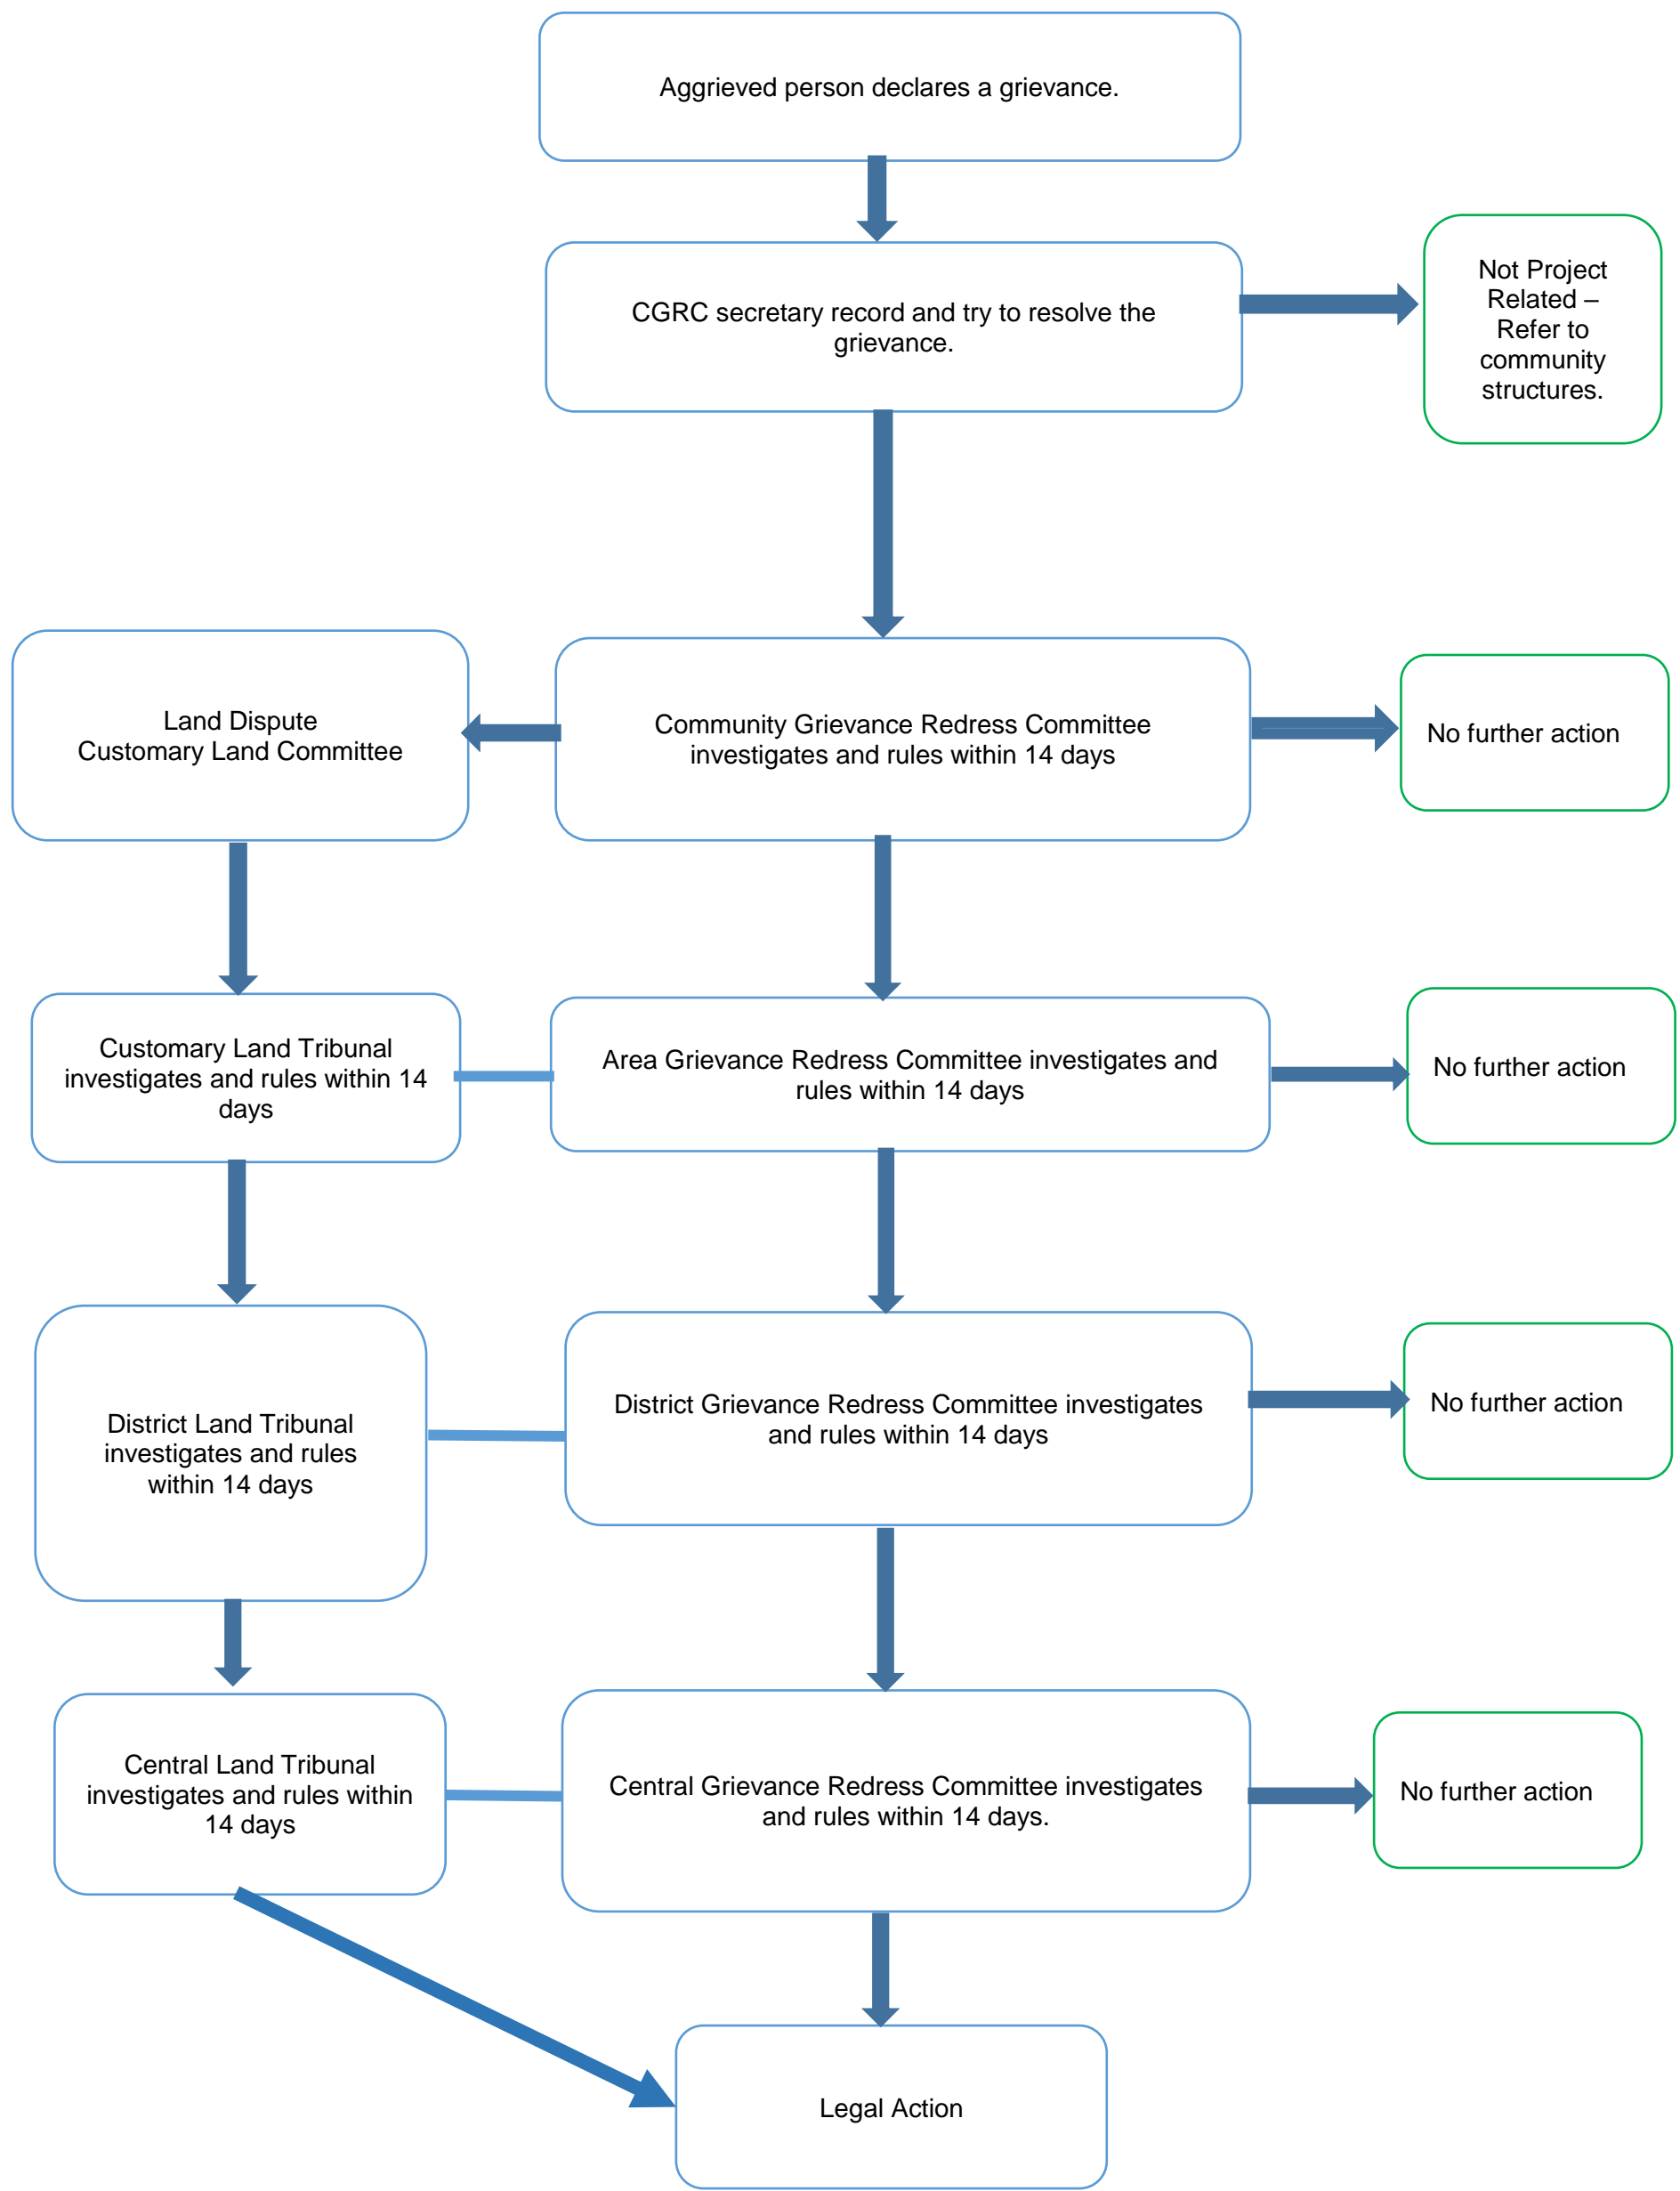 Aggrieved person declares a grievance.
CGRC secretary record and try to resolve the
grievance.
Not Project
Related –
Refer to
community
structures.
Land Dispute
Customary Land Committee
Community Grievance Redress Committee
investigates and rules within 14 days
No further action
Customary Land Tribunal
investigates and rules within 14
days
Area Grievance Redress Committee investigates and
rules within 14 days
No further action
District Land Tribunal
investigates and rules
within 14 days
District Grievance Redress Committee investigates
and rules within 14 days
No further action
Central Land Tribunal
investigates and rules within
14 days
Central Grievance Redress Committee investigates
and rules within 14 days.
No further action
Legal Action